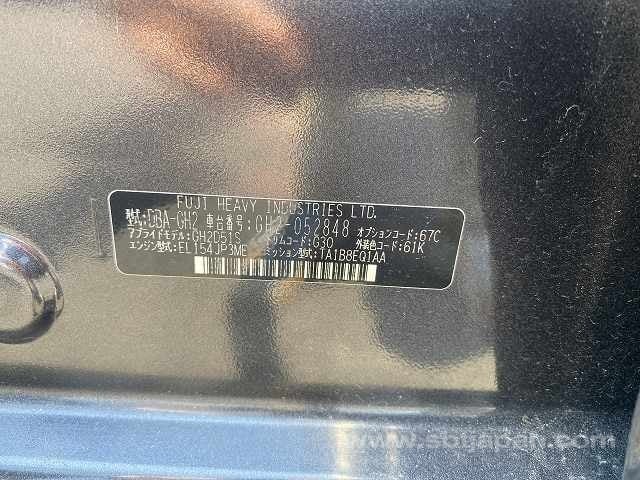 FUJI HEAVY INDUSTRIES LTD.
型式:DBA-GH2 車台番号:GH2-052848 オプションコード:67C
アプライドモデル:GH2D51S トリムコード:G30 外装色コード:61K
エンジン型式:EL154JP3ME ミッション型式:1A1B8EQ1AA
www.sbtjapan.com